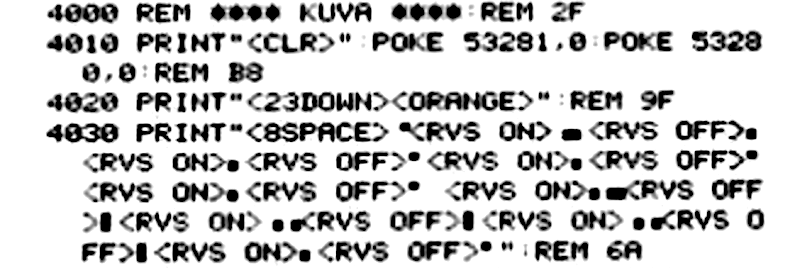 4000 REM **** KUVA ****:REM 2F
4010 PRINT"<CLR>":POKE 53281,0:POKE 5328
0,0:REM B8
4020 PRINT"<23DOWN><ORANGE>":REM 9F
4030 PRINT"<8SPACE> ▝<RVS ON> ▄ <RVS OFF>▖
<RVS ON>▖<RVS OFF>▝<RVS ON>▖<RVS OFF>▝
<RVS ON>▖<RVS OFF>▝ <RVS ON>▖▄<RVS OFF
>▌<RVS ON> ▖▖<RVS OFF>▌<RVS ON> ▖▖<RVS O
FF>▌<RVS ON>▖<RVS OFF>▝":REM 6A